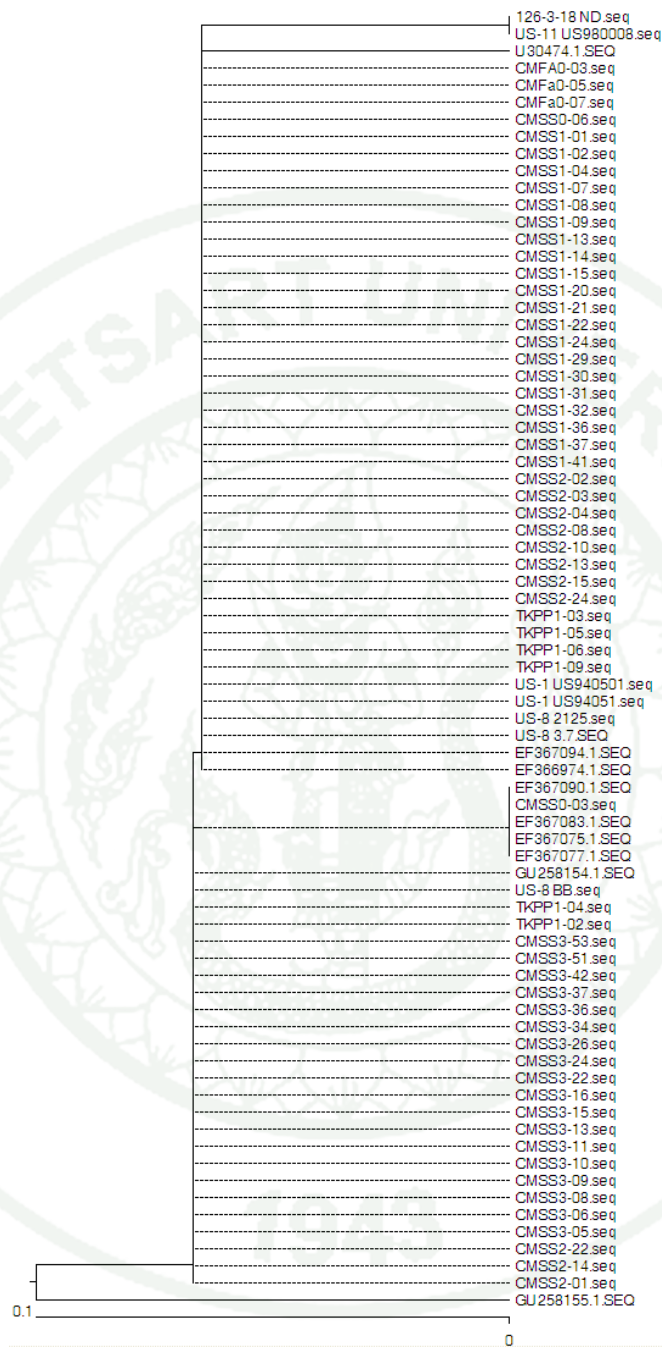 126-3-18 ND.seq
US-11 US980008.seq
U30474.1.SEQ
CMFA0-03.seq
CMFa0-05.seq
CMFa0-07.seq
CMSS0-06.seq
CMSS1-01.seq
CMSS1-02.seq
CMSS1-04.seq
CMSS1-07.seq
CMSS1-08.seq
CMSS1-09.seq
CMSS1-13.seq
CMSS1-14.seq
CMSS1-15.seq
CMSS1-20.seq
CMSS1-21.seq
CMSS1-22.seq
CMSS1-24.seq
CMSS1-29.seq
CMSS1-30.seq
CMSS1-31.seq
CMSS1-32.seq
CMSS1-36.seq
CMSS1-37.seq
CMSS1-41.seq
CMSS2-02.seq
CMSS2-03.seq
CMSS2-04.seq
CMSS2-08.seq
CMSS2-10.seq
CMSS2-13.seq
CMSS2-15.seq
CMSS2-24.seq
TKPP1-03.seq
TKPP1-05.seq
TKPP1-06.seq
TKPP1-09.seq
US-1 US940501.seq
US-1 US94051.seq
US-8 2125.seq
US-8 3.7.SEQ
EF367094.1.SEQ
EF366974.1.SEQ
EF367090.1.SEQ
CMSS0-03.seq
EF367083.1.SEQ
EF367075.1.SEQ
EF367077.1.SEQ
GU258154.1.SEQ
US-8 BB.seq
TKPP1-04.seq
TKPP1-02.seq
CMSS3-53.seq
CMSS3-51.seq
CMSS3-42.seq
CMSS3-37.seq
CMSS3-36.seq
CMSS3-34.seq
CMSS3-26.seq
CMSS3-24.seq
CMSS3-22.seq
CMSS3-16.seq
CMSS3-15.seq
CMSS3-13.seq
CMSS3-11.seq
CMSS3-10.seq
CMSS3-09.seq
CMSS3-08.seq
CMSS3-06.seq
CMSS3-05.seq
CMSS2-22.seq
CMSS2-14.seq
CMSS2-01.seq
GU258155.1.SEQ
0.1
0
1943